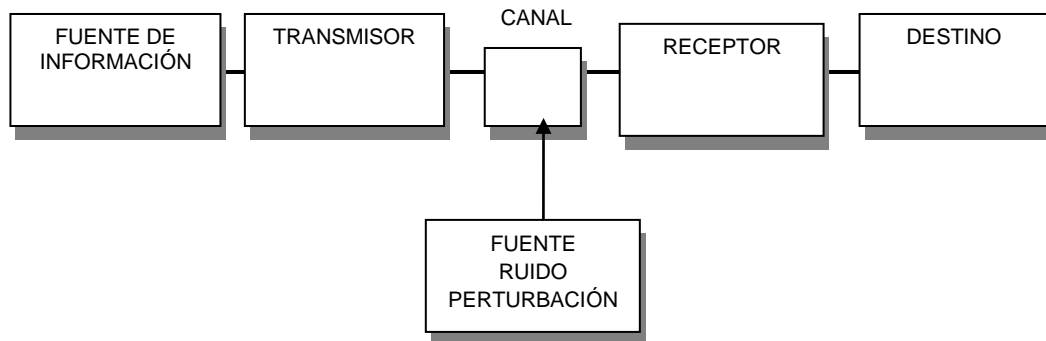 CANAL
FUENTE DE
INFORMACIÓN
TRANSMISOR
RECEPTOR
DESTINO
FUENTE
RUIDO
PERTURBACIÓN